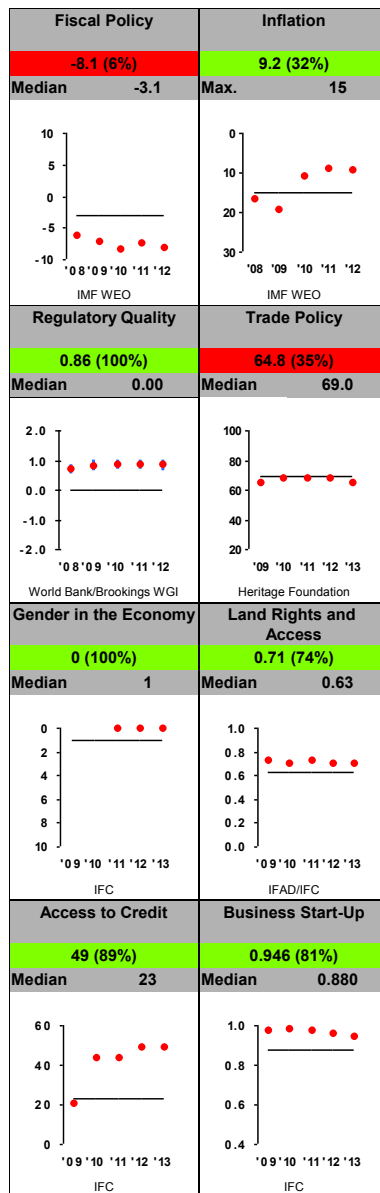 Fiscal Policy
-8.1 (6%)
Median -3.1
10
5
0
-5
-10
'08 '09 '10 '11 '12
IMF WEO
Inflation
9.2 (32%)
Max. 15
0
10
20
30
'08 '09 '10 '11 '12
IMF WEO
Regulatory Quality
0.86 (100%)
Median 0.00
2.0
1.0
0.0
-1.0
-2.0
'08 '09 '10 '11 '12
World Bank/Brookings WGI
Trade Policy
64.8 (35%)
Median 69.0
100
80
60
40
20
'09 '10 '11 '12 '13
Heritage Foundation
Gender in the Economy
0 (100%)
Median 1
0
2
4
6
8
10
'09 '10 '11 '12 '13
IFC
Land Rights and
Access
0.71 (74%)
Median 0.63
1.0
0.8
0.6
0.4
0.2
0.0
'09 '10 '11 '12 '13
IFAD/IFC
Access to Credit
49 (89%)
Median 23
60
40
20
0
'09 '10 '11 '12 '13
IFC
Business Start-Up
0.946 (81%)
Median 0.880
1.0
0.8
0.6
0.4
'09 '10 '11 '12 '13
IFC